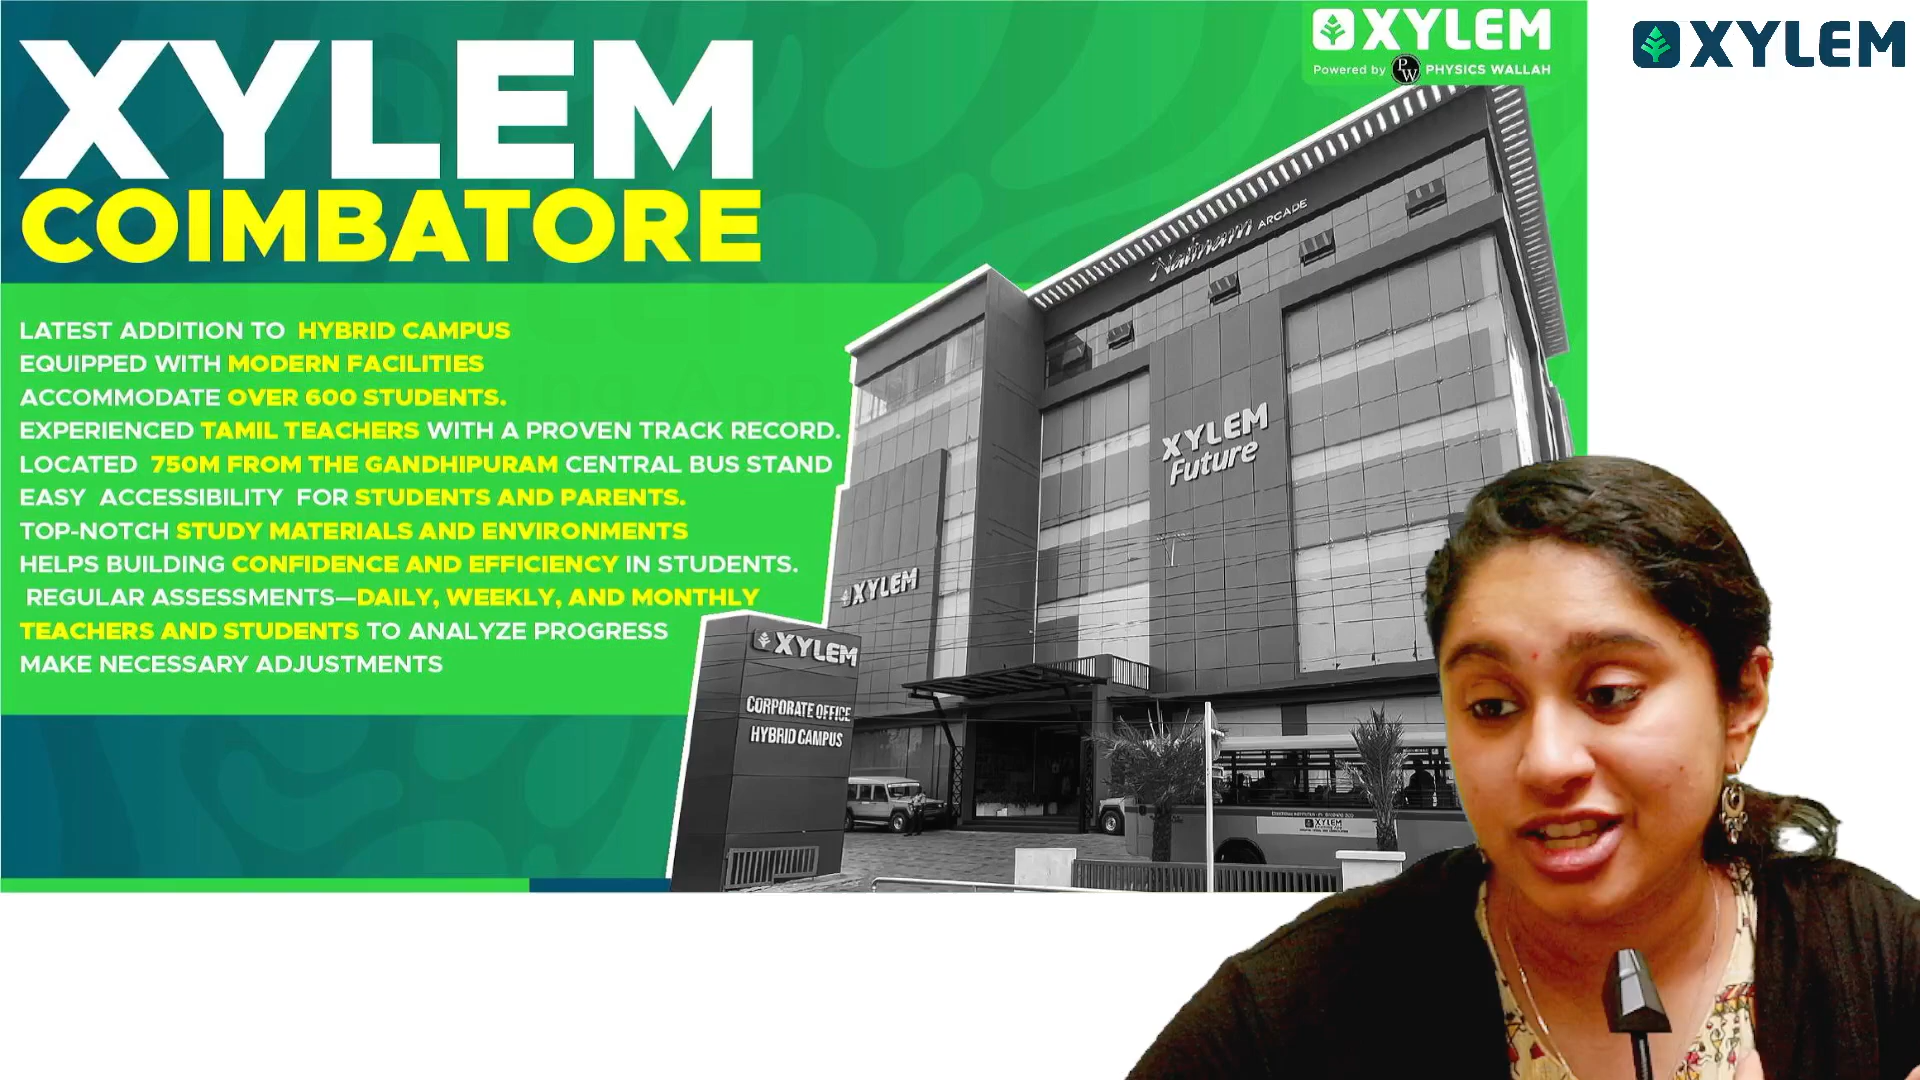 XYLEM
COIMBATORE
XYLEM
Powered by PW PHYSICS WALLAH
XYLEM
LATEST ADDITION TO HYBRID CAMPUS
EQUIPPED WITH MODERN FACILITIES
ACCOMMODATE OVER 600 STUDENTS.
EXPERIENCED TAMIL TEACHERS WITH A PROVEN TRACK RECORD.
LOCATED 750M FROM THE GANDHIPURAM CENTRAL BUS STAND
EASY ACCESSIBILITY FOR STUDENTS AND PARENTS.
TOP-NOTCH STUDY MATERIALS AND ENVIRONMENTS
HELPS BUILDING CONFIDENCE AND EFFICIENCY IN STUDENTS.
REGULAR ASSESSMENTS—DAILY, WEEKLY, AND MONTHLY
TEACHERS AND STUDENTS TO ANALYZE PROGRESS
MAKE NECESSARY ADJUSTMENTS
ARCADE
XYLEM
Future
XYLEM
XYLEM
CORPORATE OFFICE
HYBRID CAMPUS
XYLEM